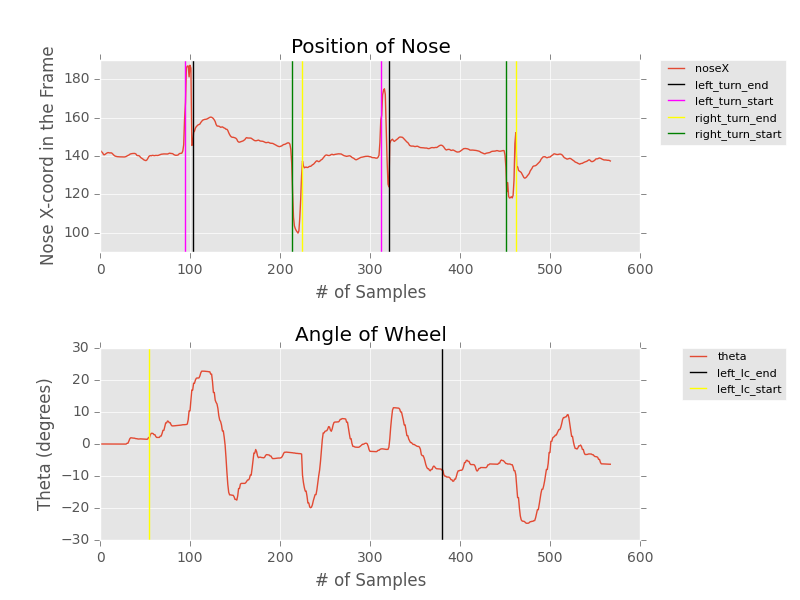 Position of Nose
Nose X-coord in the Frame
180
160
140
120
100
0 100 200 300 400 500 600
# of Samples
noseX
left_turn_end
left_turn_start
right_turn_end
right_turn_start
Angle of Wheel
Theta (degrees)
30
20
10
0
−10
−20
−30
0 100 200 300 400 500 600
# of Samples
theta
left_lc_end
left_lc_start